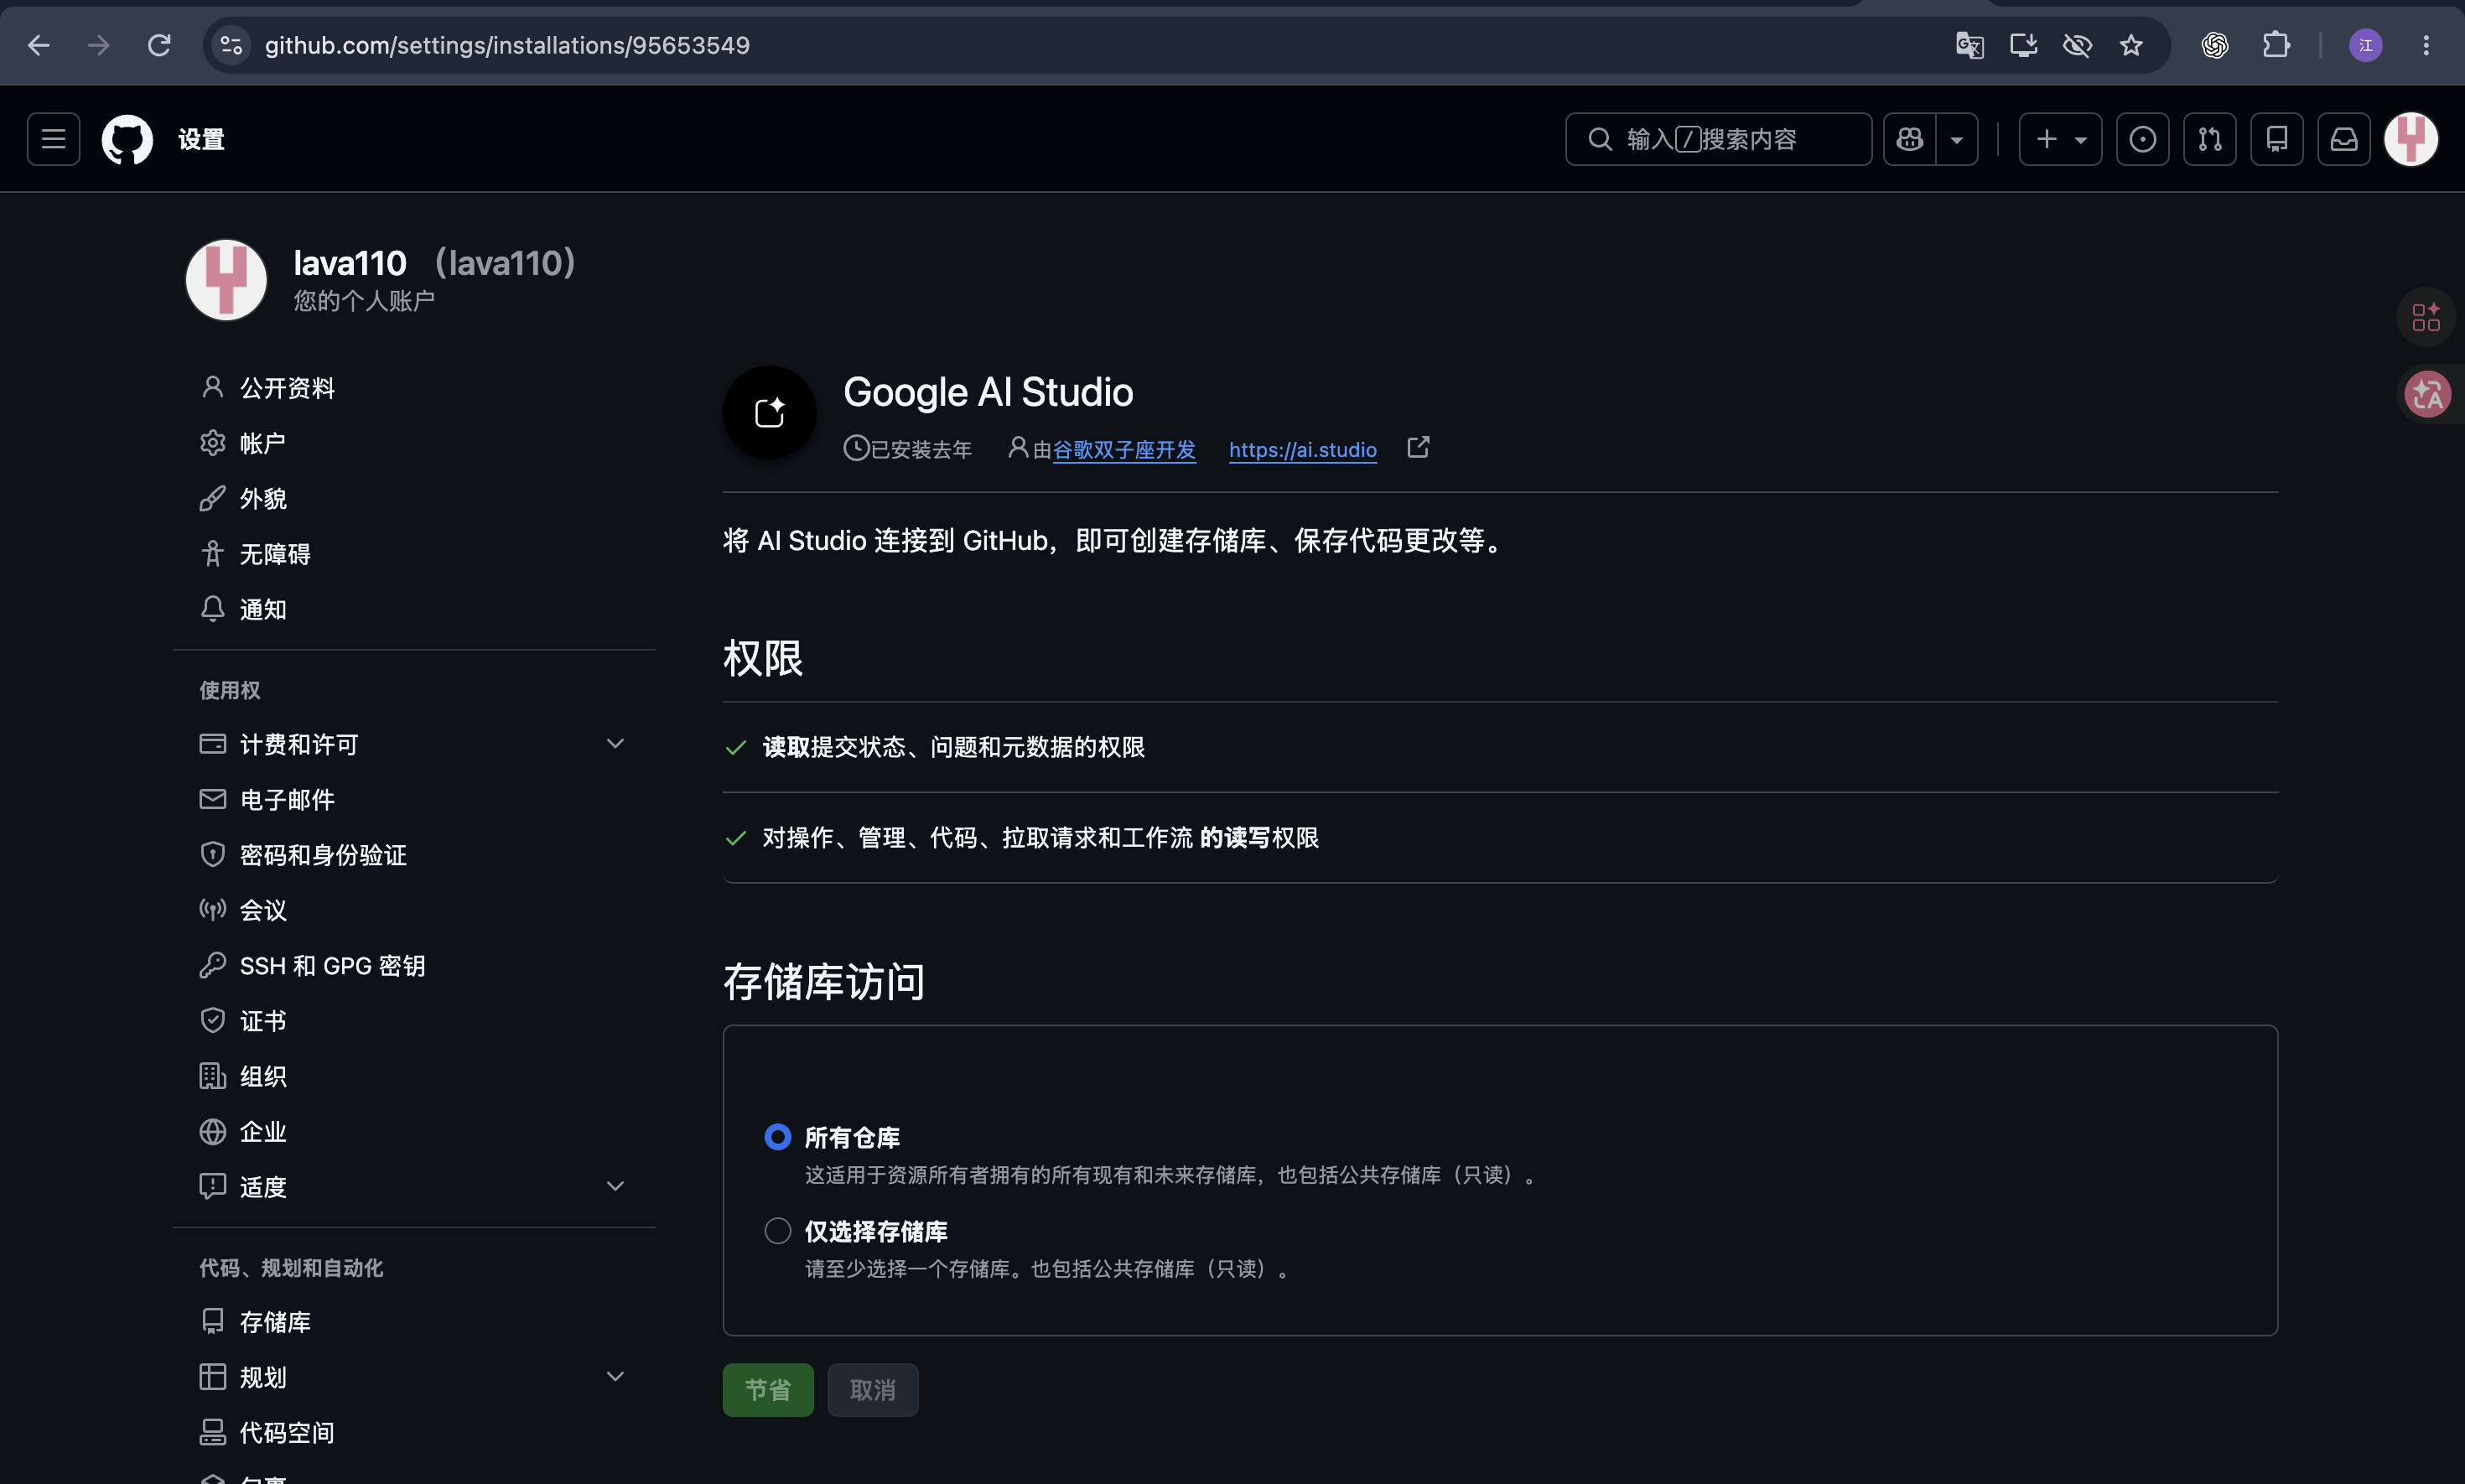 github.com/settings/installations/95653549
江
设置
输入/搜索内容
lava110 （lava110）
您的个人账户
公开资料
帐户
外貌
无障碍
通知
使用权
计费和许可
电子邮件
密码和身份验证
会议
SSH 和 GPG 密钥
证书
组织
企业
适度
代码、规划和自动化
存储库
规划
代码空间
Google AI Studio
已安装去年 由谷歌双子座开发 https://ai.studio
将 AI Studio 连接到 GitHub，即可创建存储库、保存代码更改等。
权限
读取提交状态、问题和元数据的权限
对操作、管理、代码、拉取请求和工作流 的读写权限
存储库访问
所有仓库
这适用于资源所有者拥有的所有现有和未来存储库，也包括公共存储库（只读）。
仅选择存储库
请至少选择一个存储库。也包括公共存储库（只读）。
节省 取消